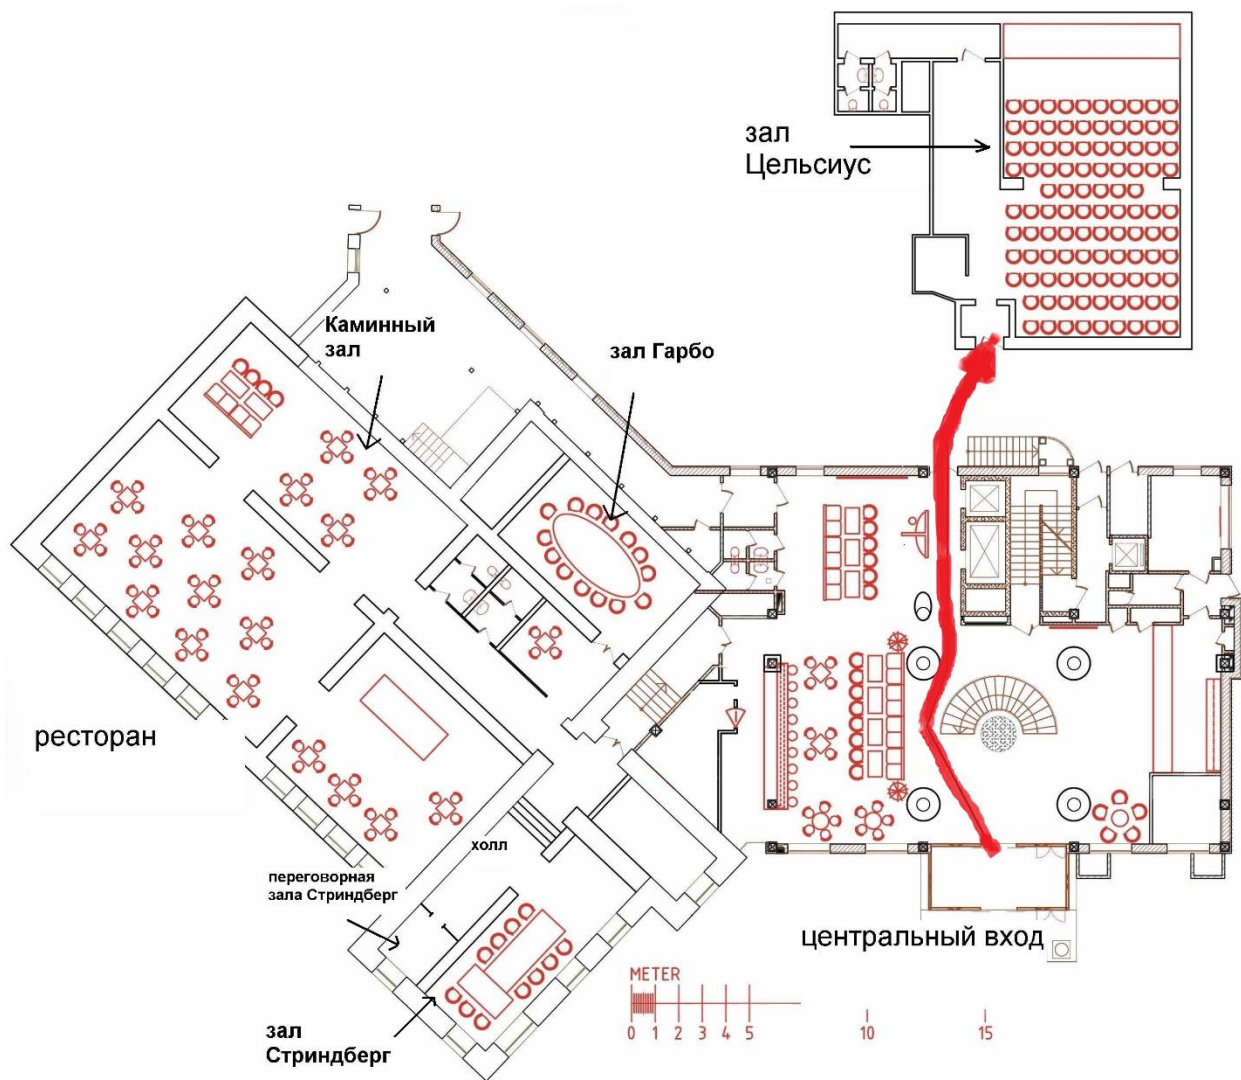 зал
Цельсиус
Каминный
зал
зал Гарбо
ресторан
холл
переговорная
зала Стриндберг
центральный вход
зал
Стриндберг
METER
0 1 2 3 4 5 10 15